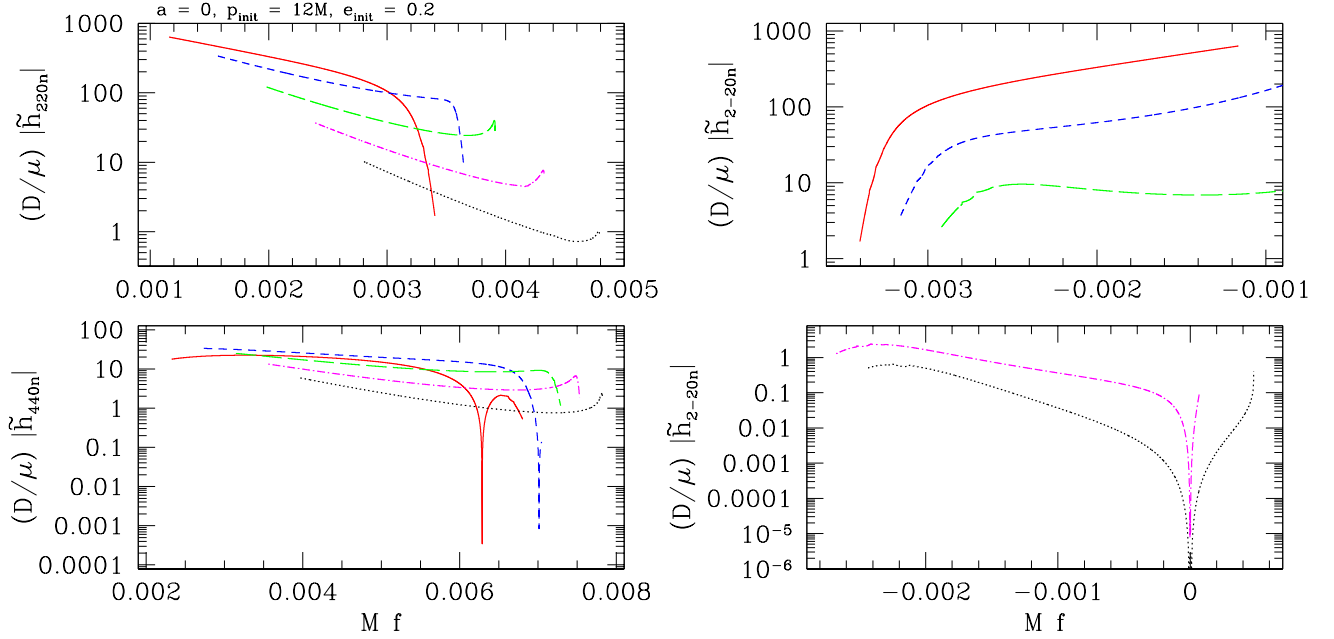 a = 0, p_init = 12M, e_init = 0.2
(D/μ) |h̃_220n|
1000
100
10
1
0.001 0.002 0.003 0.004 0.005
(D/μ) |h̃_2−20n|
1000
100
10
1
−0.003 −0.002 −0.001
(D/μ) |h̃_440n|
100
10
1
0.1
0.01
0.001
0.0001
0.002 0.004 0.006 0.008
M f
(D/μ) |h̃_2−20n|
1
0.1
0.01
0.001
0.0001
10^−5
10^−6
−0.002 −0.001 0
M f